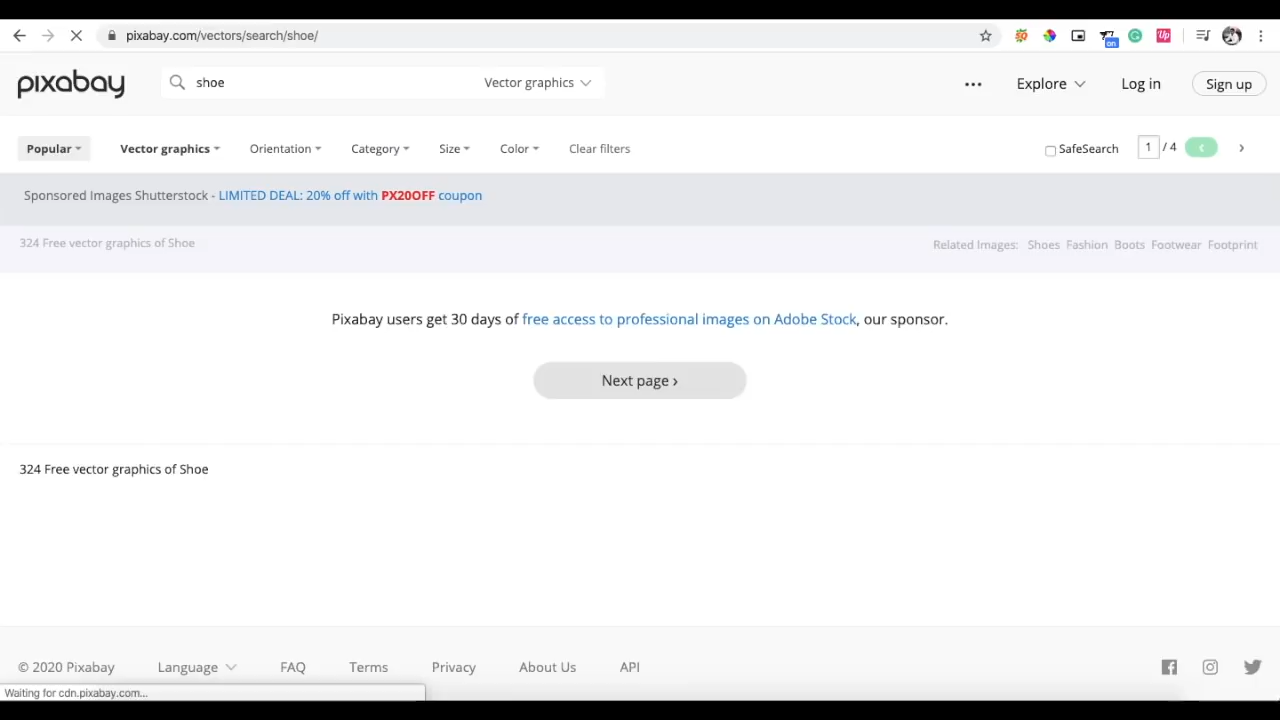 pixabay.com/vectors/search/shoe/
on
Up
pixabay
shoe
Vector graphics
Explore
Log in
Sign up
Popular
Vector graphics
Orientation
Category
Size
Color
Clear filters
SafeSearch
1 / 4
Sponsored Images Shutterstock - LIMITED DEAL: 20% off with PX20OFF coupon
324 Free vector graphics of Shoe
Related Images: Shoes Fashion Boots Footwear Footprint
Pixabay users get 30 days of free access to professional images on Adobe Stock, our sponsor.
Next page ›
324 Free vector graphics of Shoe
© 2020 Pixabay
Language
FAQ
Terms
Privacy
About Us
API
Waiting for cdn.pixabay.com...